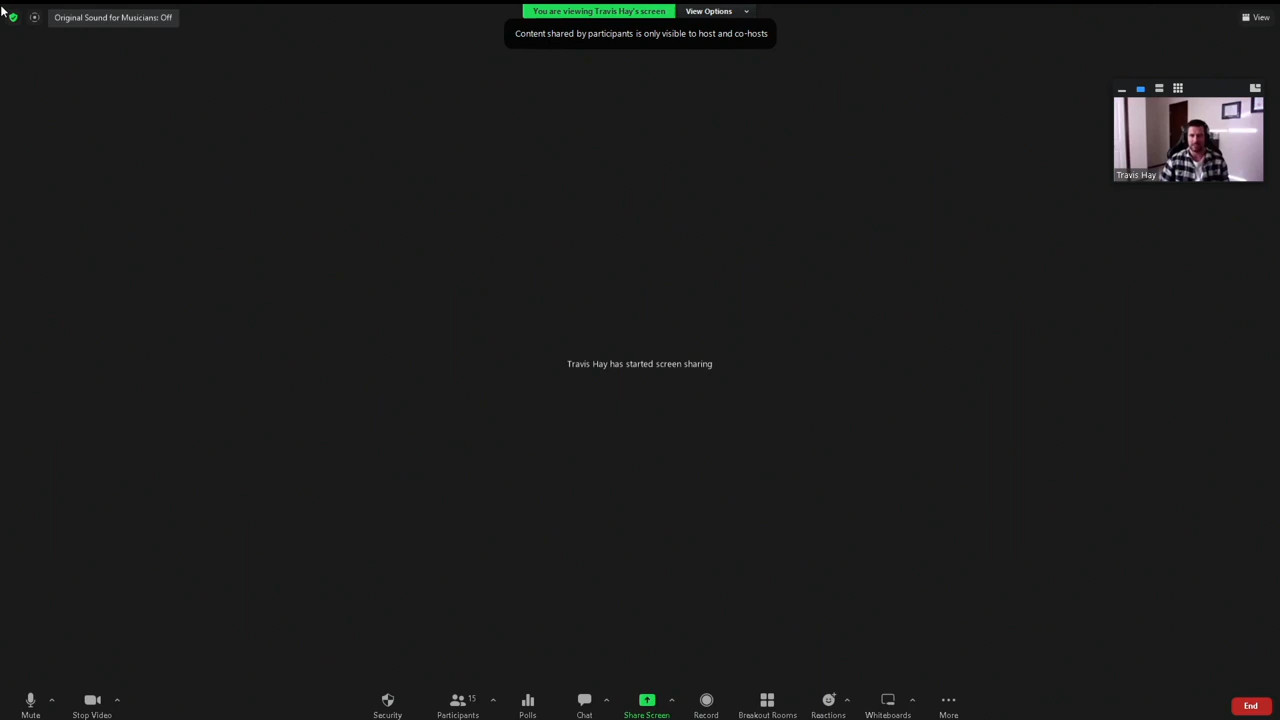 Original Sound for Musicians: Off
You are viewing Travis Hay's screen
View Options
View
Content shared by participants is only visible to host and co-hosts
Travis Hay
Travis Hay has started screen sharing
15
Mute
Stop Video
Security
Participants
Polls
Chat
Share Screen
Record
Breakout Rooms
Reactions
Whiteboards
More
End